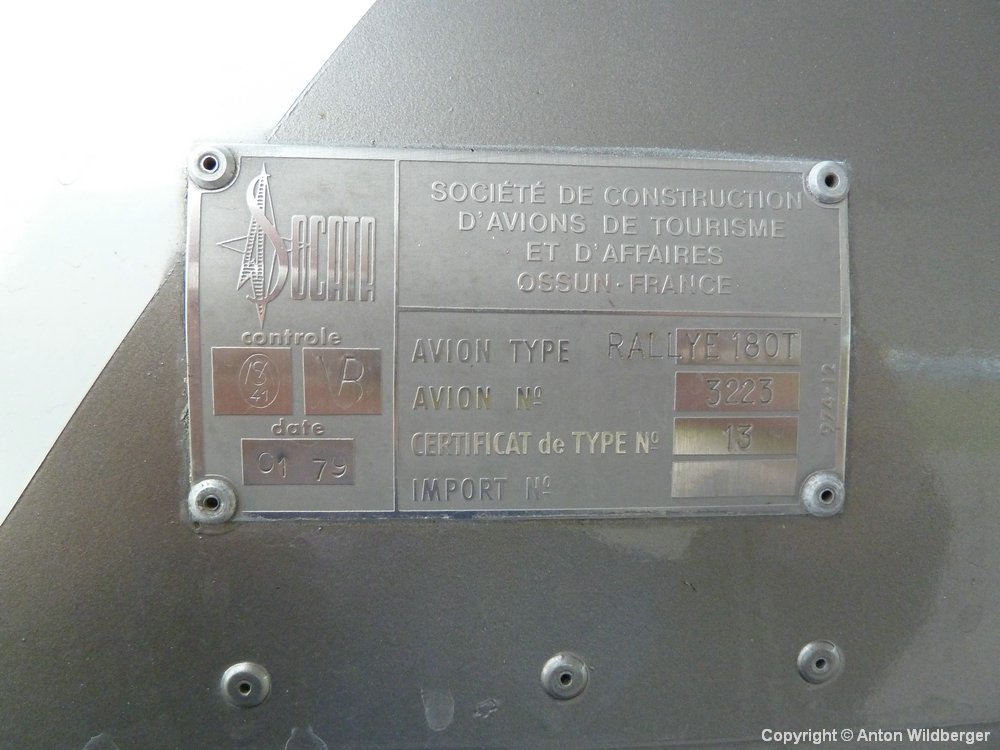 SOCATA
controle
VB
41
date
01 79
SOCIÉTÉ DE CONSTRUCTION
D'AVIONS DE TOURISME
ET D'AFFAIRES
OSSUN-FRANCE
AVION TYPE RALLYE 180T
AVION Nº 3223
CERTIFICAT de TYPE Nº 13
IMPORT Nº
974-12
Copyright © Anton Wildberger